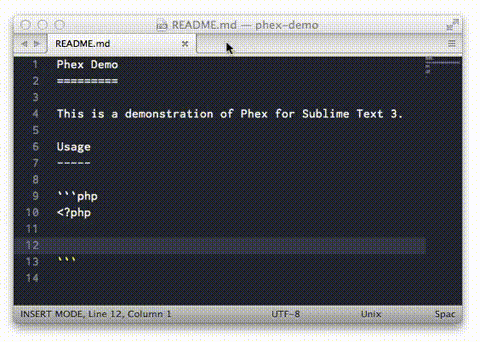 README.md — phex-demo
README.md
1 Phex Demo
2 =========
3
4 This is a demonstration of Phex for Sublime Text 3.
5
6 Usage
7 -----
8
9 ```php
10 <?php
11
12
13 ```
14
INSERT MODE, Line 12, Column 1 UTF-8 Unix Spac